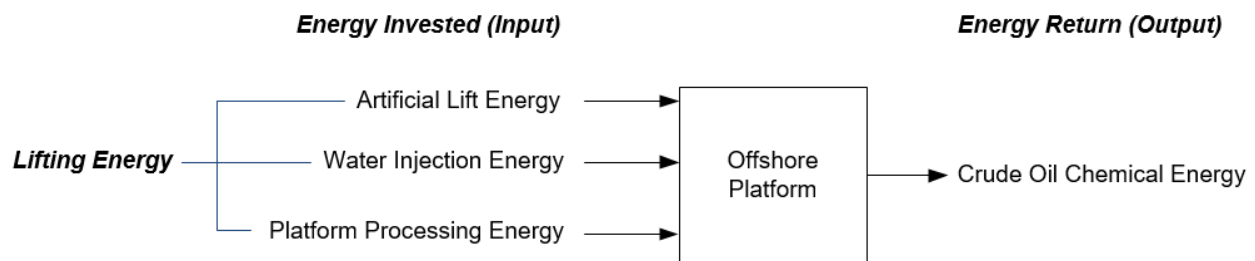 Energy Invested (Input)
Energy Return (Output)
Artificial Lift Energy
Lifting Energy
Water Injection Energy
Platform Processing Energy
Offshore
Platform
Crude Oil Chemical Energy